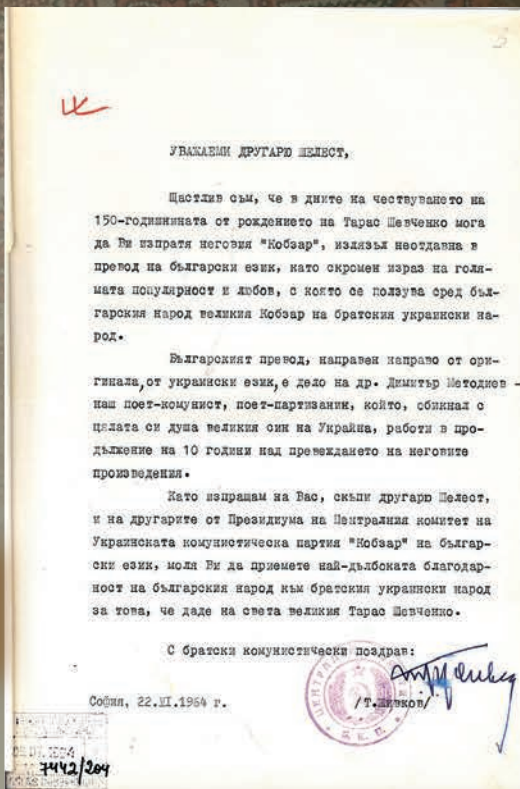 УВАЖАЕМИ ДРУГАРЮ ШЕЛЕСТ,
Щастлив съм, че в дните на чествуването на
150-годишнината от рождението на Тарас Шевченко мога
да Ви изпратя неговия "Кобзар", излязъл неотдавна в
превод на български език, като скромен израз на голя-
мата популярност и любов, с която се ползува сред бъл-
гарския народ великия Кобзар на братския украински на-
род.
Българският превод, направен направо от ори-
гинала, от украински език, е дело на др. Димитър Методиев –
наш поет-комунист, поет-партизанин, който, обикнал с
цялата си душа великия син на Украйна, работи в про-
дължение на 10 години над превеждането на неговите
произведения.
Като изпращам на Вас, скъпи другарю Шелест,
и на другарите от Президиума на Централния комитет на
Украинската комунистическа партия "Кобзар" на българ-
ски език, моля Ви да приемете най-дълбоката благодар-
ност на българския народ към братския украински народ
за това, че даде на света великия Тарас Шевченко.
С братски комунистически поздрав:
София, 22.VI.1964 г. /Т.Живков/
7442/204